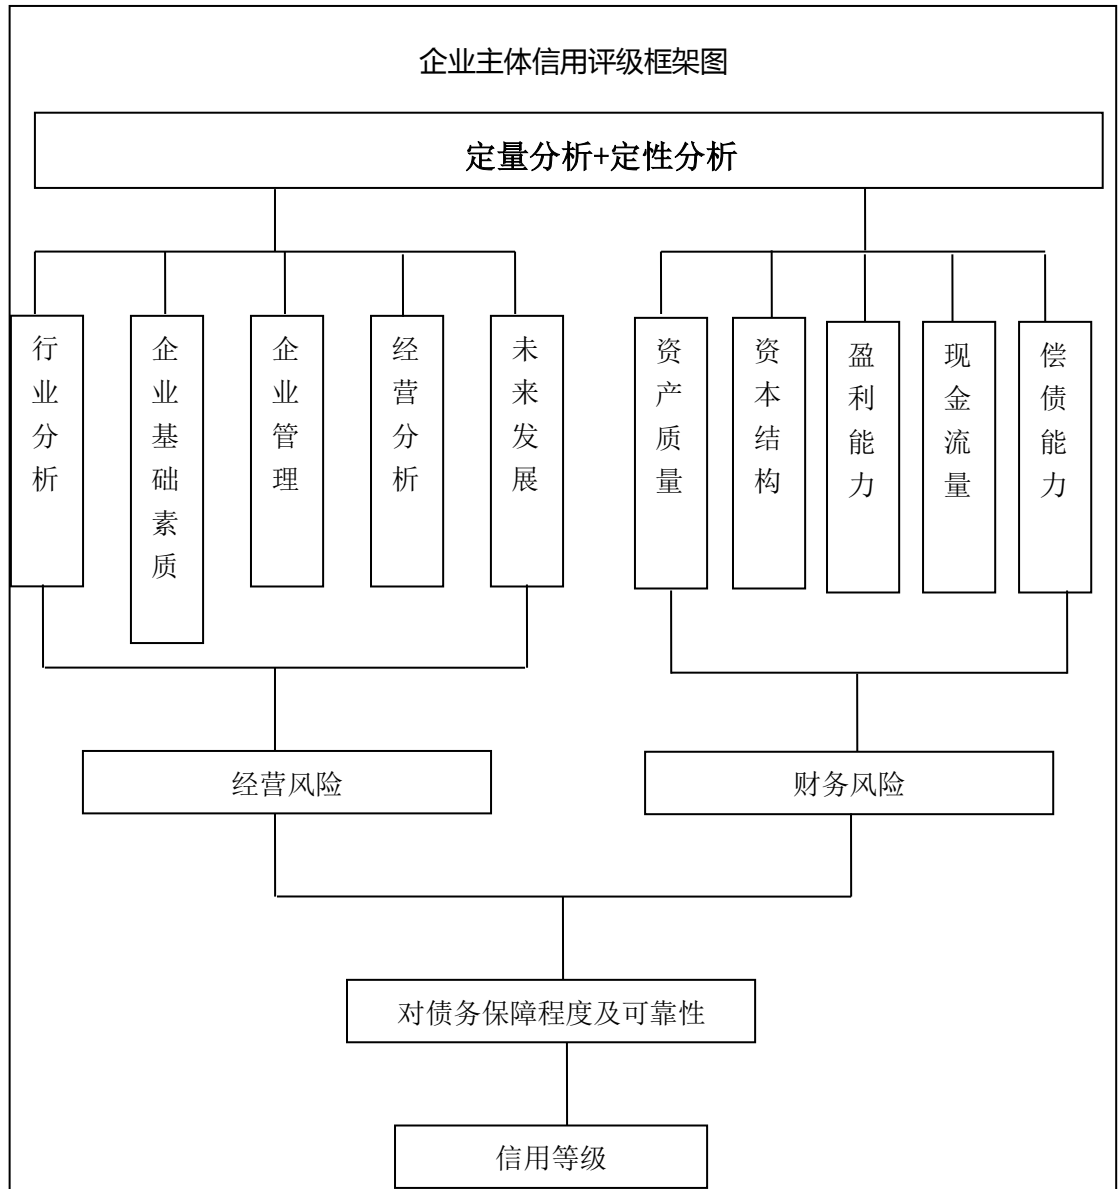 企业主体信用评级框架图
定量分析+定性分析
行业分析
企业基础素质
企业管理
经营分析
未来发展
资产质量
资本结构
盈利能力
现金流量
偿债能力
经营风险
财务风险
对债务保障程度及可靠性
信用等级